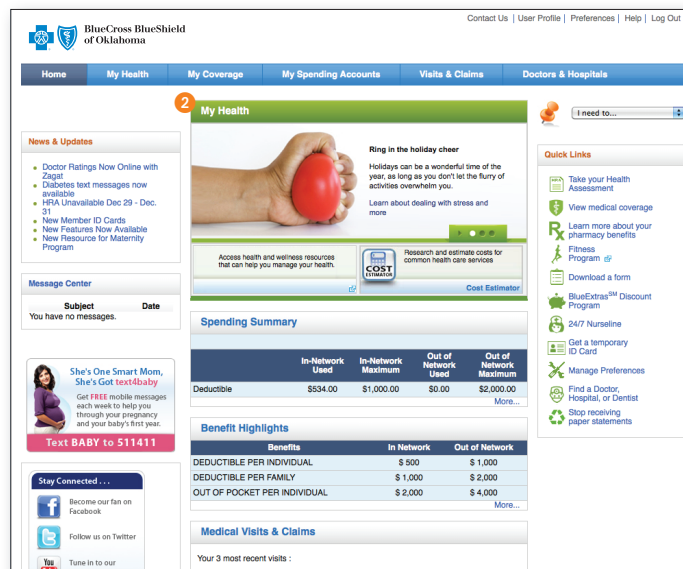 Contact Us | User Profile | Preferences | Help | Log Out
BlueCross BlueShield
of Oklahoma
Home My Health My Coverage My Spending Accounts Visits & Claims Doctors & Hospitals
News & Updates
Doctor Ratings Now Online with
Zagat
Diabetes text messages now
available
HRA Unavailable Dec 29 - Dec.
31
New Member ID Cards
New Features Now Available
New Resource for Maternity
Program
Message Center
Subject Date
You have no messages.
She's One Smart Mom,
She's Got text4baby
Get FREE mobile messages
each week to help you
through your pregnancy
and your baby's first year.
Text BABY to 511411
Stay Connected . . .
Become our fan on
Facebook
Follow us on Twitter
You
Tune in to our
2
My Health
Ring in the holiday cheer
Holidays can be a wonderful time of the
year, as long as you don't let the flurry of
activities overwhelm you.
Learn about dealing with stress and
more
Access health and wellness resources
that can help you manage your health.
COST
ESTIMATOR
Research and estimate costs for
common health care services
Cost Estimator
Spending Summary
In-Network
Used
In-Network
Maximum
Out of
Network
Used
Out of
Network
Maximum
Deductible $534.00 $1,000.00 $0.00 $2,000.00
More...
Benefit Highlights
Benefits In Network Out of Network
DEDUCTIBLE PER INDIVIDUAL $ 500 $ 1,000
DEDUCTIBLE PER FAMILY $ 1,000 $ 2,000
OUT OF POCKET PER INDIVIDUAL $ 2,000 $ 4,000
More...
Medical Visits & Claims
Your 3 most recent visits :
I need to...
Quick Links
Take your Health
Assessment
View medical coverage
Learn more about your
pharmacy benefits
Fitness
Program
Download a form
BlueExtras℠ Discount
Program
24/7 Nurseline
Get a temporary
ID Card
Manage Preferences
Find a Doctor,
Hospital, or Dentist
Stop receiving
paper statements